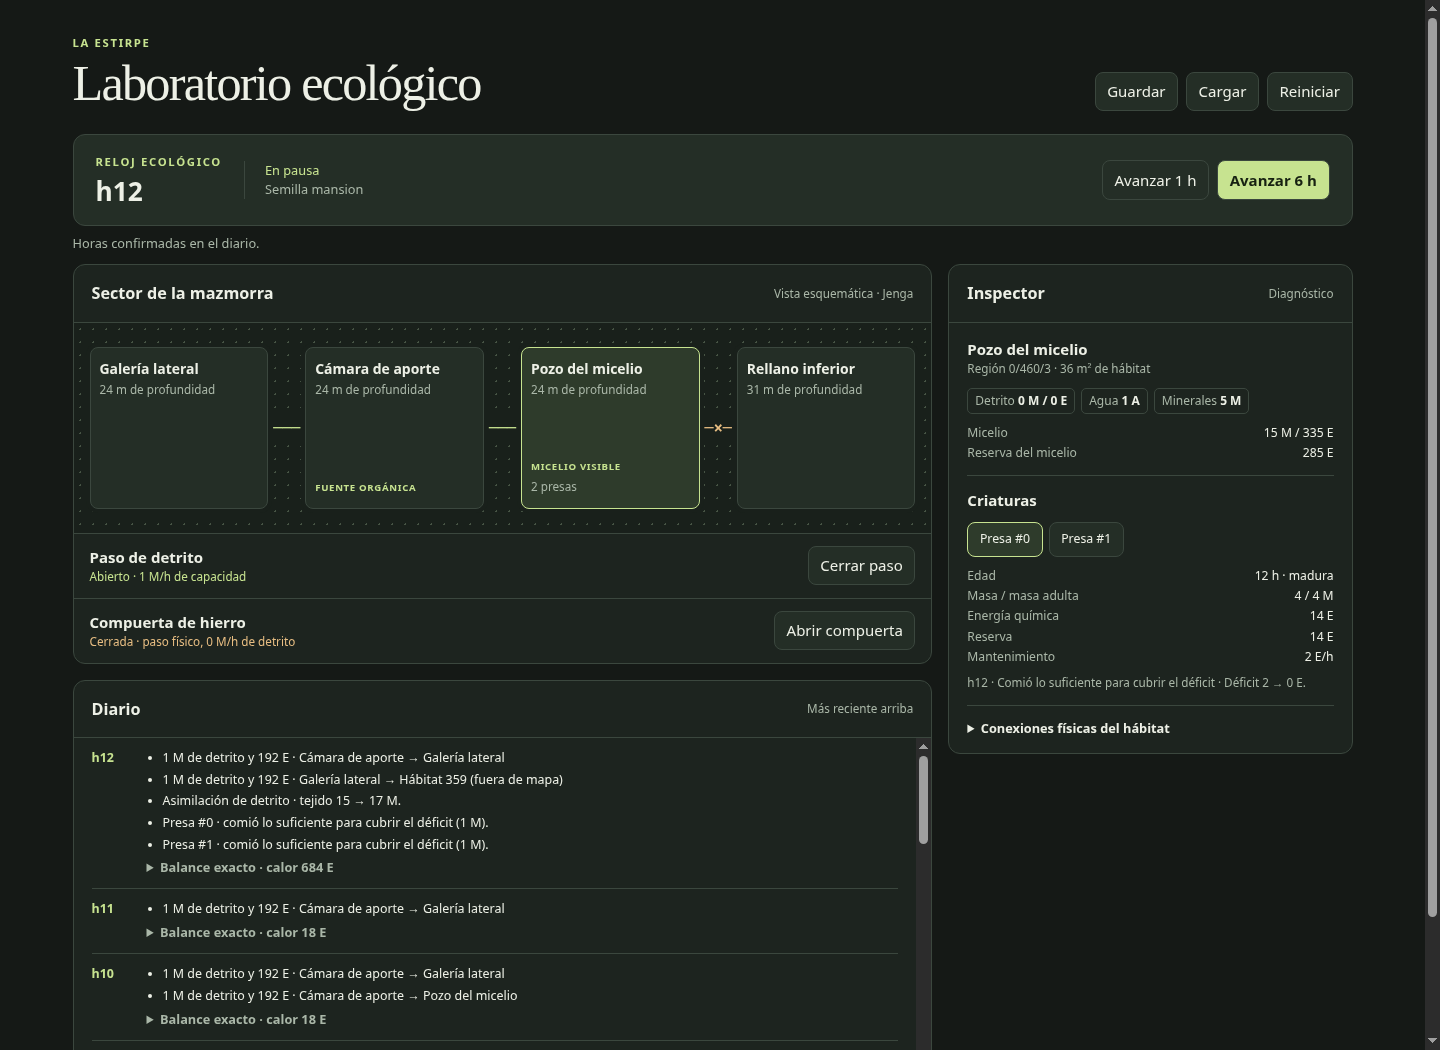 LA ESTIRPE
Laboratorio ecológico
Guardar
Cargar
Reiniciar
RELOJ ECOLÓGICO
h12
En pausa
Semilla mansion
Avanzar 1 h
Avanzar 6 h
Horas confirmadas en el diario.
Sector de la mazmorra
Vista esquemática · Jenga
Galería lateral
24 m de profundidad
Cámara de aporte
24 m de profundidad
FUENTE ORGÁNICA
Pozo del micelio
24 m de profundidad
MICELIO VISIBLE
2 presas
Rellano inferior
31 m de profundidad
Paso de detrito
Abierto · 1 M/h de capacidad
Cerrar paso
Compuerta de hierro
Cerrada · paso físico, 0 M/h de detrito
Abrir compuerta
Diario
Más reciente arriba
h12
• 1 M de detrito y 192 E · Cámara de aporte → Galería lateral
• 1 M de detrito y 192 E · Galería lateral → Hábitat 359 (fuera de mapa)
• Asimilación de detrito · tejido 15 → 17 M.
• Presa #0 · comió lo suficiente para cubrir el déficit (1 M).
• Presa #1 · comió lo suficiente para cubrir el déficit (1 M).
▶ Balance exacto · calor 684 E
h11
• 1 M de detrito y 192 E · Cámara de aporte → Galería lateral
▶ Balance exacto · calor 18 E
h10
• 1 M de detrito y 192 E · Cámara de aporte → Galería lateral
• 1 M de detrito y 192 E · Cámara de aporte → Pozo del micelio
▶ Balance exacto · calor 18 E
Inspector
Diagnóstico
Pozo del micelio
Región 0/460/3 · 36 m² de hábitat
Detrito 0 M / 0 E
Agua 1 A
Minerales 5 M
Micelio 15 M / 335 E
Reserva del micelio 285 E
Criaturas
Presa #0
Presa #1
Edad 12 h · madura
Masa / masa adulta 4 / 4 M
Energía química 14 E
Reserva 14 E
Mantenimiento 2 E/h
h12 · Comió lo suficiente para cubrir el déficit · Déficit 2 → 0 E.
▶ Conexiones físicas del hábitat